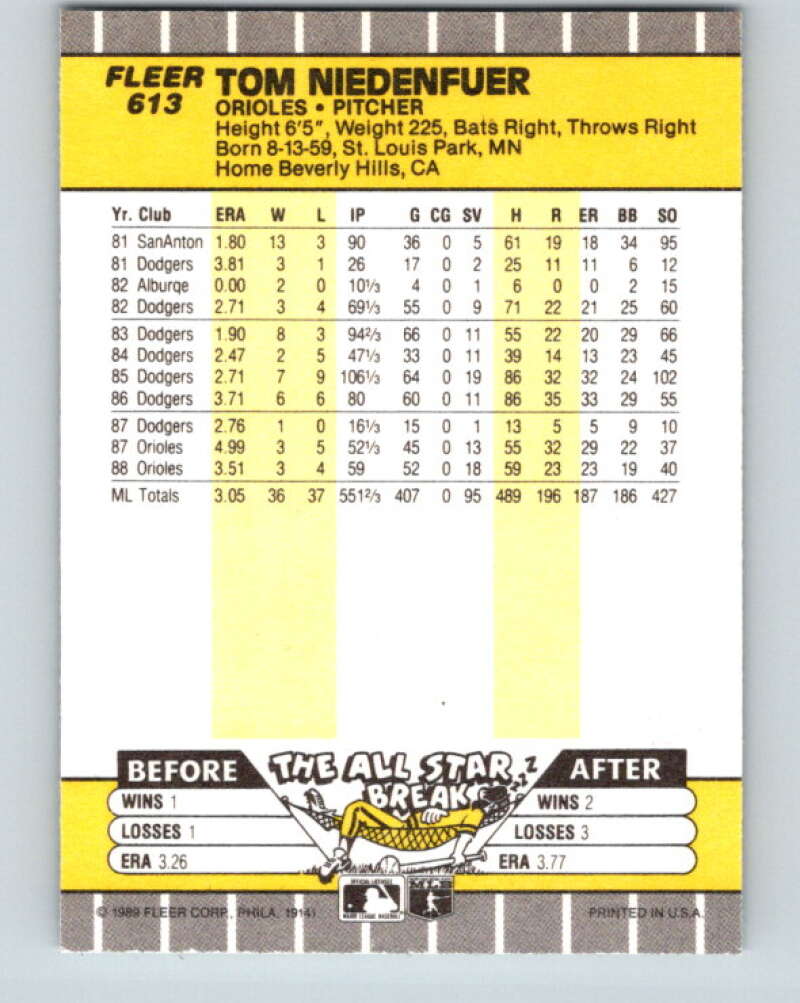 FLEER TOM NIEDENFUER
613 ORIOLES • PITCHER
Height 6'5", Weight 225, Bats Right, Throws Right
Born 8-13-59, St. Louis Park, MN
Home Beverly Hills, CA
Yr. Club ERA W L IP G CG SV H R ER BB SO
81 SanAnton 1.80 13 3 90 36 0 5 61 19 18 34 95
81 Dodgers 3.81 3 1 26 17 0 2 25 11 11 6 12
82 Alburqe 0.00 2 0 10⅓ 4 0 1 6 0 0 2 15
82 Dodgers 2.71 3 4 69⅓ 55 0 9 71 22 21 25 60
83 Dodgers 1.90 8 3 94⅔ 66 0 11 55 22 20 29 66
84 Dodgers 2.47 2 5 47⅓ 33 0 11 39 14 13 23 45
85 Dodgers 2.71 7 9 106⅓ 64 0 19 86 32 32 24 102
86 Dodgers 3.71 6 6 80 60 0 11 86 35 33 29 55
87 Dodgers 2.76 1 0 16⅓ 15 0 1 13 5 5 9 10
87 Orioles 4.99 3 5 52⅓ 45 0 13 55 32 29 22 37
88 Orioles 3.51 3 4 59 52 0 18 59 23 23 19 40
ML Totals 3.05 36 37 551⅔ 407 0 95 489 196 187 186 427
BEFORE THE ALL STAR BREAK ZZZ AFTER
WINS 1 WINS 2
LOSSES 1 LOSSES 3
ERA 3.26 ERA 3.77
OFFICIAL LICENSEE
MAJOR LEAGUE BASEBALL
MLB
© 1989 FLEER CORP., PHILA. 19141 PRINTED IN U.S.A.